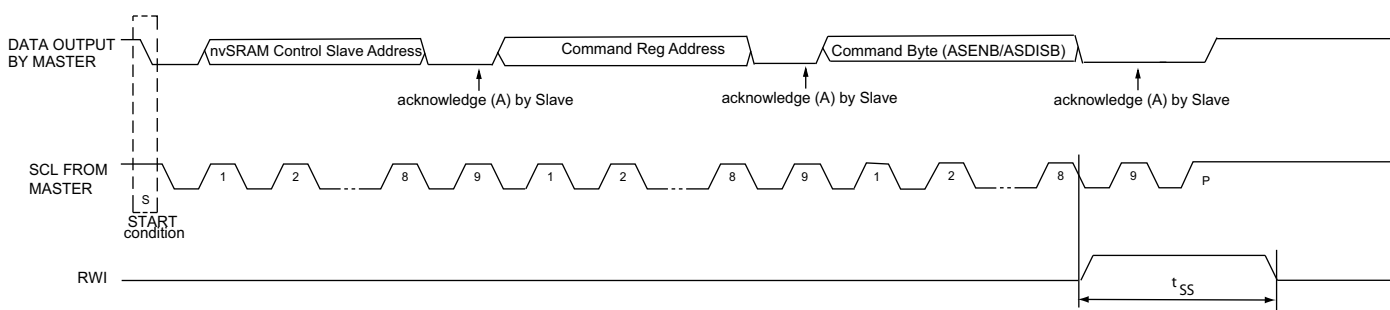 DATA OUTPUT
BY MASTER
nvSRAM Control Slave Address
Command Reg Address
Command Byte (ASENB/ASDISB)
acknowledge (A) by Slave
acknowledge (A) by Slave
acknowledge (A) by Slave
SCL FROM
MASTER
S
1 2 8 9 1 2 8 9 1 2 8 9 P
START
condition
RWI
tSS